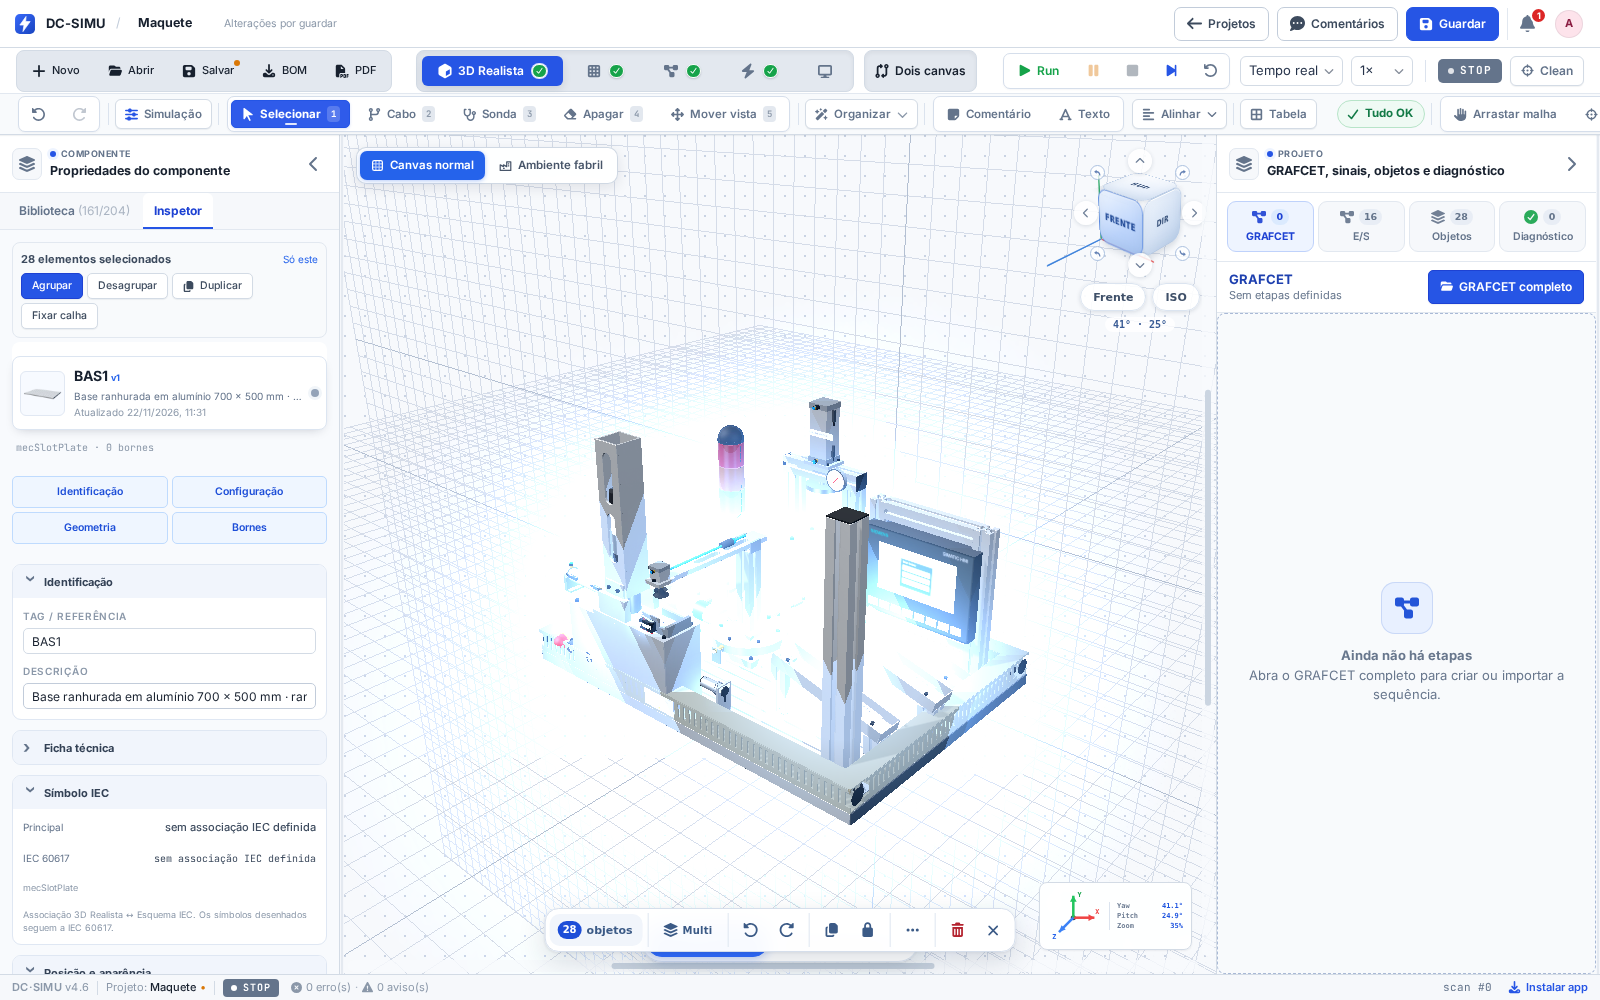 DC-SIMU / Maquete Alterações por guardar Projetos Comentários Guardar 1 A
Novo Abrir Salvar BOM PDF 3D Realista Dois canvas Run Tempo real 1× STOP Clean
Simulação Selecionar 1 Cabo 2 Sonda 3 Apagar 4 Mover vista 5 Organizar Comentário Texto Alinhar Tabela Tudo OK Arrastar malha
COMPONENTE
Propriedades do componente
Biblioteca (161/204) Inspetor
28 elementos selecionados Só este
Agrupar Desagrupar Duplicar
Fixar calha
BAS1 v1
Base ranhurada em alumínio 700 × 500 mm · ...
Atualizado 22/11/2026, 11:31
mecSlotPlate · 0 bornes
Identificação Configuração
Geometria Bornes
Identificação
TAG / REFERÊNCIA
BAS1
DESCRIÇÃO
Base ranhurada em alumínio 700 × 500 mm · rar
Ficha técnica
Símbolo IEC
Principal sem associação IEC definida
IEC 60617 sem associação IEC definida
mecSlotPlate
Associação 3D Realista ↔ Esquema IEC. Os símbolos desenhados
seguem a IEC 60617.
Posição e aparência
Canvas normal Ambiente fabril
FRENTE DIR
Frente ISO
41° · 25°
28 objetos Multi
Y
X
Z
Yaw 41.1°
Pitch 24.9°
Zoom 35%
PROJETO
GRAFCET, sinais, objetos e diagnóstico
0 16 28 0
GRAFCET E/S Objetos Diagnóstico
GRAFCET
Sem etapas definidas
GRAFCET completo
Ainda não há etapas
Abra o GRAFCET completo para criar ou importar a
sequência.
DC-SIMU v4.6 Projeto: Maquete • STOP 0 erro(s) · 0 aviso(s) scan #0 Instalar app